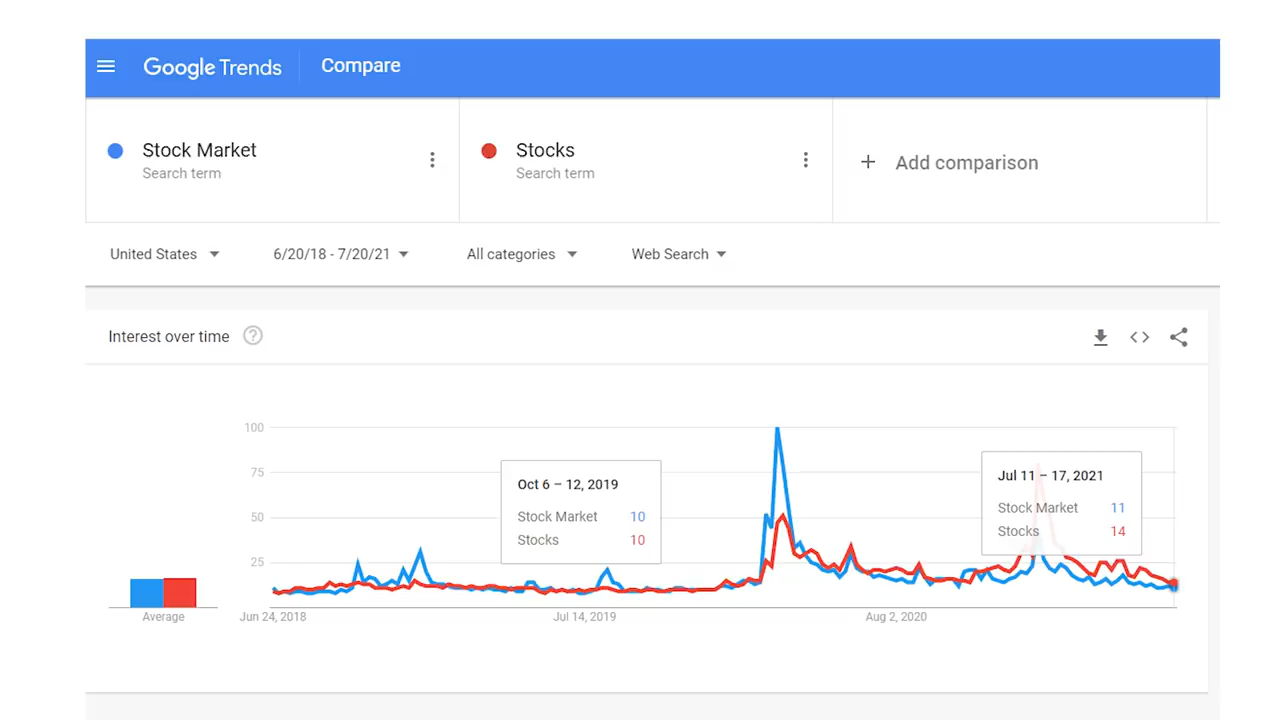 Google Trends Compare
Stock Market
Search term
Stocks
Search term
+ Add comparison
United States 6/20/18 - 7/20/21 All categories Web Search
Interest over time ?
100
75
50
25
Oct 6 – 12, 2019
Stock Market 10
Stocks 10
Jul 11 – 17, 2021
Stock Market 11
Stocks 14
Average
Jun 24, 2018 Jul 14, 2019 Aug 2, 2020